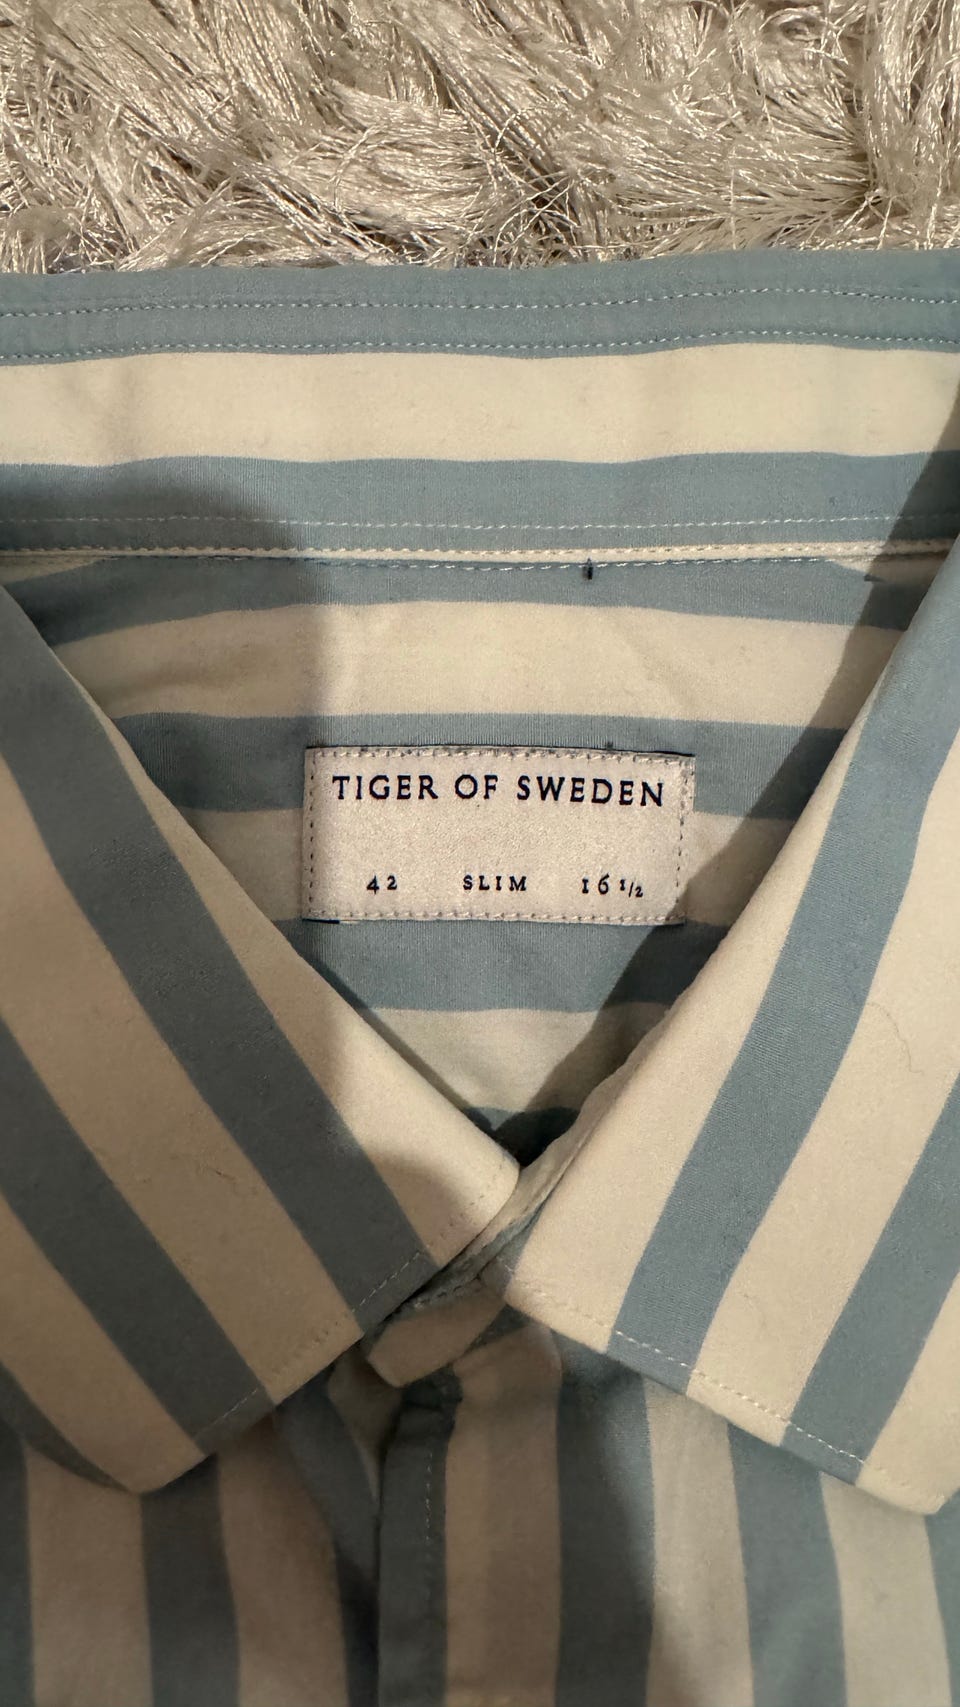 TIGER OF SWEDEN
42 SLIM 16 1/2